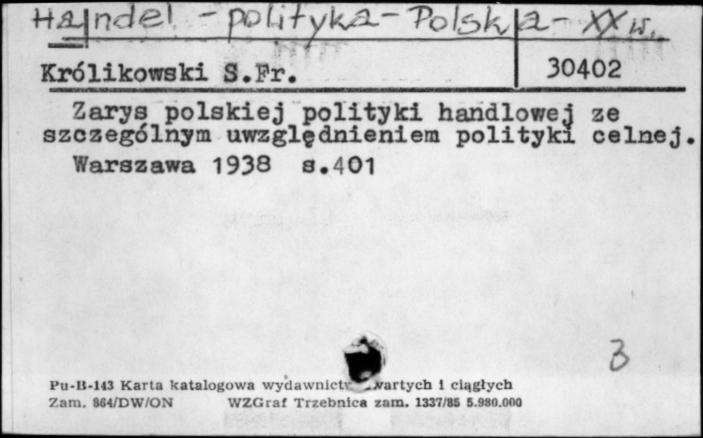 Handel - polityka - Polska - XX w.
Królikowski S.Fr.
30402
Zarys polskiej polityki handlowej ze
szczególnym uwzględnieniem polityki celnej.
Warszawa 1938 s.401
3
Pu-B-143 Karta katalogowa wydawnictw zwartych i ciągłych
Zam. 864/DW/ON WZGraf Trzebnica zam. 1337/85 5.980.000